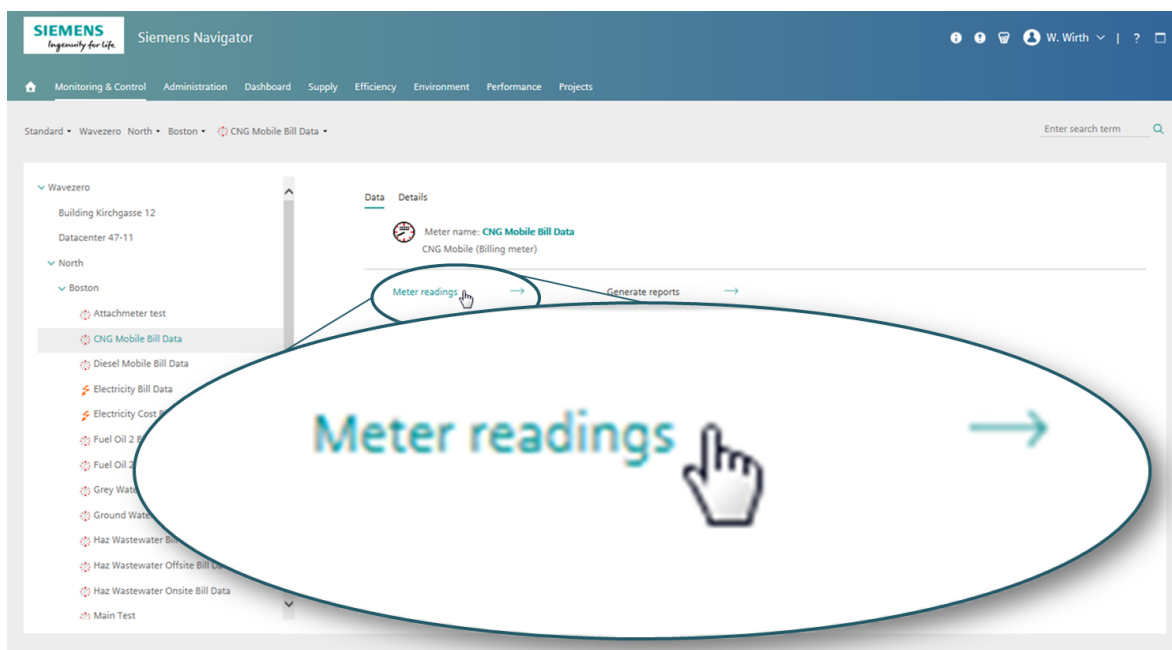 SIEMENS
Ingenuity for life
Siemens Navigator
W. Wirth | ?
Monitoring & Control Administration Dashboard Supply Efficiency Environment Performance Projects
Standard • Wavezero North • Boston • CNG Mobile Bill Data •
Enter search term
Wavezero
Building Kirchgasse 12
Datacenter 47-11
North
Boston
Attachmeter test
CNG Mobile Bill Data
Diesel Mobile Bill Data
Electricity Bill Data
Electricity Cost
Fuel Oil 2
Fuel Oil 2
Grey
Ground
Haz Wastewater
Haz Wastewater Offsite Bill
Haz Wastewater Onsite Bill Data
Main Test
Data Details
Meter name: CNG Mobile Bill Data
CNG Mobile (Billing meter)
Meter readings → Generate reports →
Meter readings →